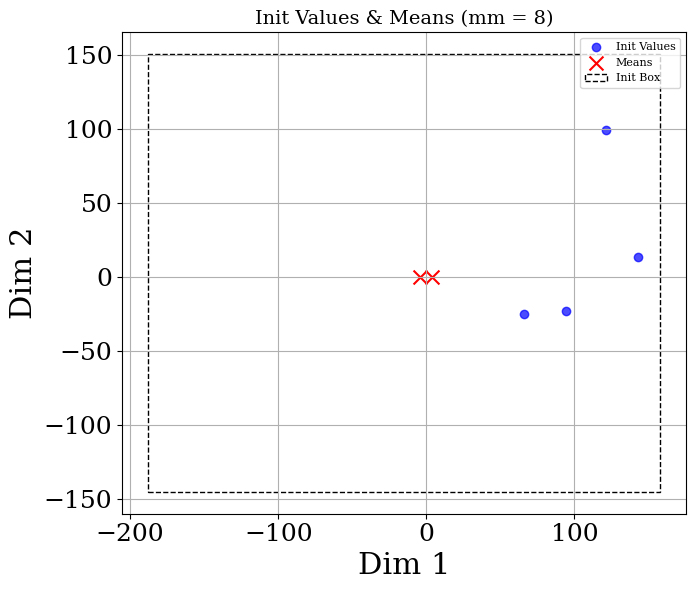 Init Values & Means (mm = 8)
Init Values
Means
Init Box
150
100
50
0
−50
−100
−150
Dim 2
−200
−100
0
100
Dim 1